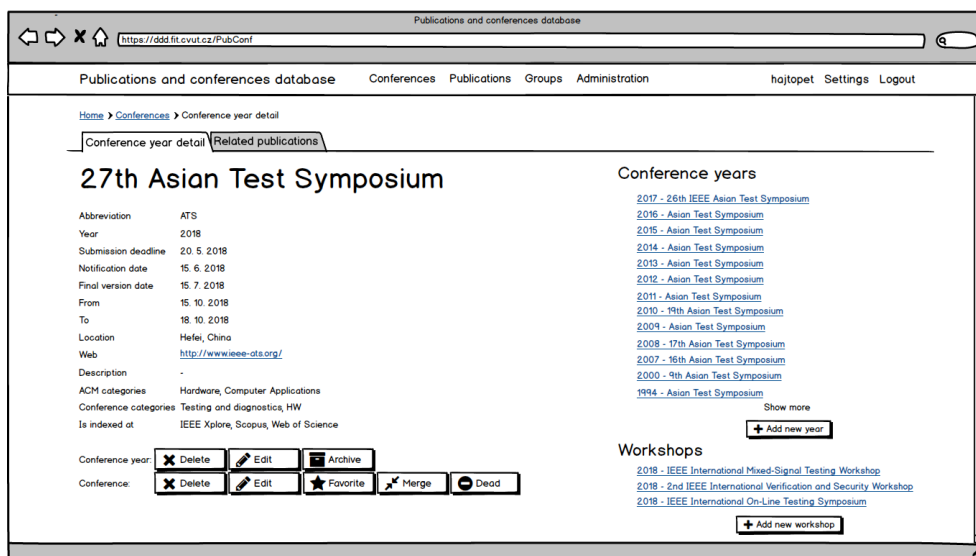 Publications and conferences database
https://ddd.fit.cvut.cz/PubConf
Publications and conferences database Conferences Publications Groups Administration hajtopet Settings Logout
Home > Conferences > Conference year detail
Conference year detail Related publications
27th Asian Test Symposium
Abbreviation ATS
Year 2018
Submission deadline 20. 5. 2018
Notification date 15. 6. 2018
Final version date 15. 7. 2018
From 15. 10. 2018
To 18. 10. 2018
Location Hefei, China
Web http://www.ieee-ats.org/
Description -
ACM categories Hardware, Computer Applications
Conference categories Testing and diagnostics, HW
Is indexed at IEEE Xplore, Scopus, Web of Science
Conference year: Delete Edit Archive
Conference: Delete Edit Favorite Merge Dead
Conference years
2017 - 26th IEEE Asian Test Symposium
2016 - Asian Test Symposium
2015 - Asian Test Symposium
2014 - Asian Test Symposium
2013 - Asian Test Symposium
2012 - Asian Test Symposium
2011 - Asian Test Symposium
2010 - 19th Asian Test Symposium
2009 - Asian Test Symposium
2008 - 17th Asian Test Symposium
2007 - 16th Asian Test Symposium
2000 - 9th Asian Test Symposium
1994 - Asian Test Symposium
Show more
+ Add new year
Workshops
2018 - IEEE International Mixed-Signal Testing Workshop
2018 - 2nd IEEE International Verification and Security Workshop
2018 - IEEE International On-Line Testing Symposium
+ Add new workshop